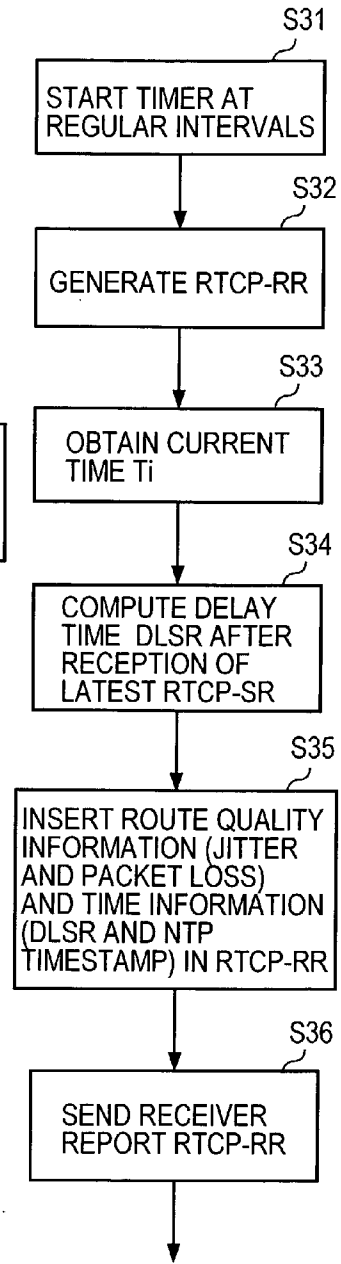 S31
START TIMER AT
REGULAR INTERVALS
S32
GENERATE RTCP-RR
S33
OBTAIN CURRENT
TIME Ti
S34
COMPUTE DELAY
TIME DLSR AFTER
RECEPTION OF
LATEST RTCP-SR
S35
INSERT ROUTE QUALITY
INFORMATION (JITTER
AND PACKET LOSS)
AND TIME INFORMATION
(DLSR AND NTP
TIMESTAMP) IN RTCP-RR
S36
SEND RECEIVER
REPORT RTCP-RR